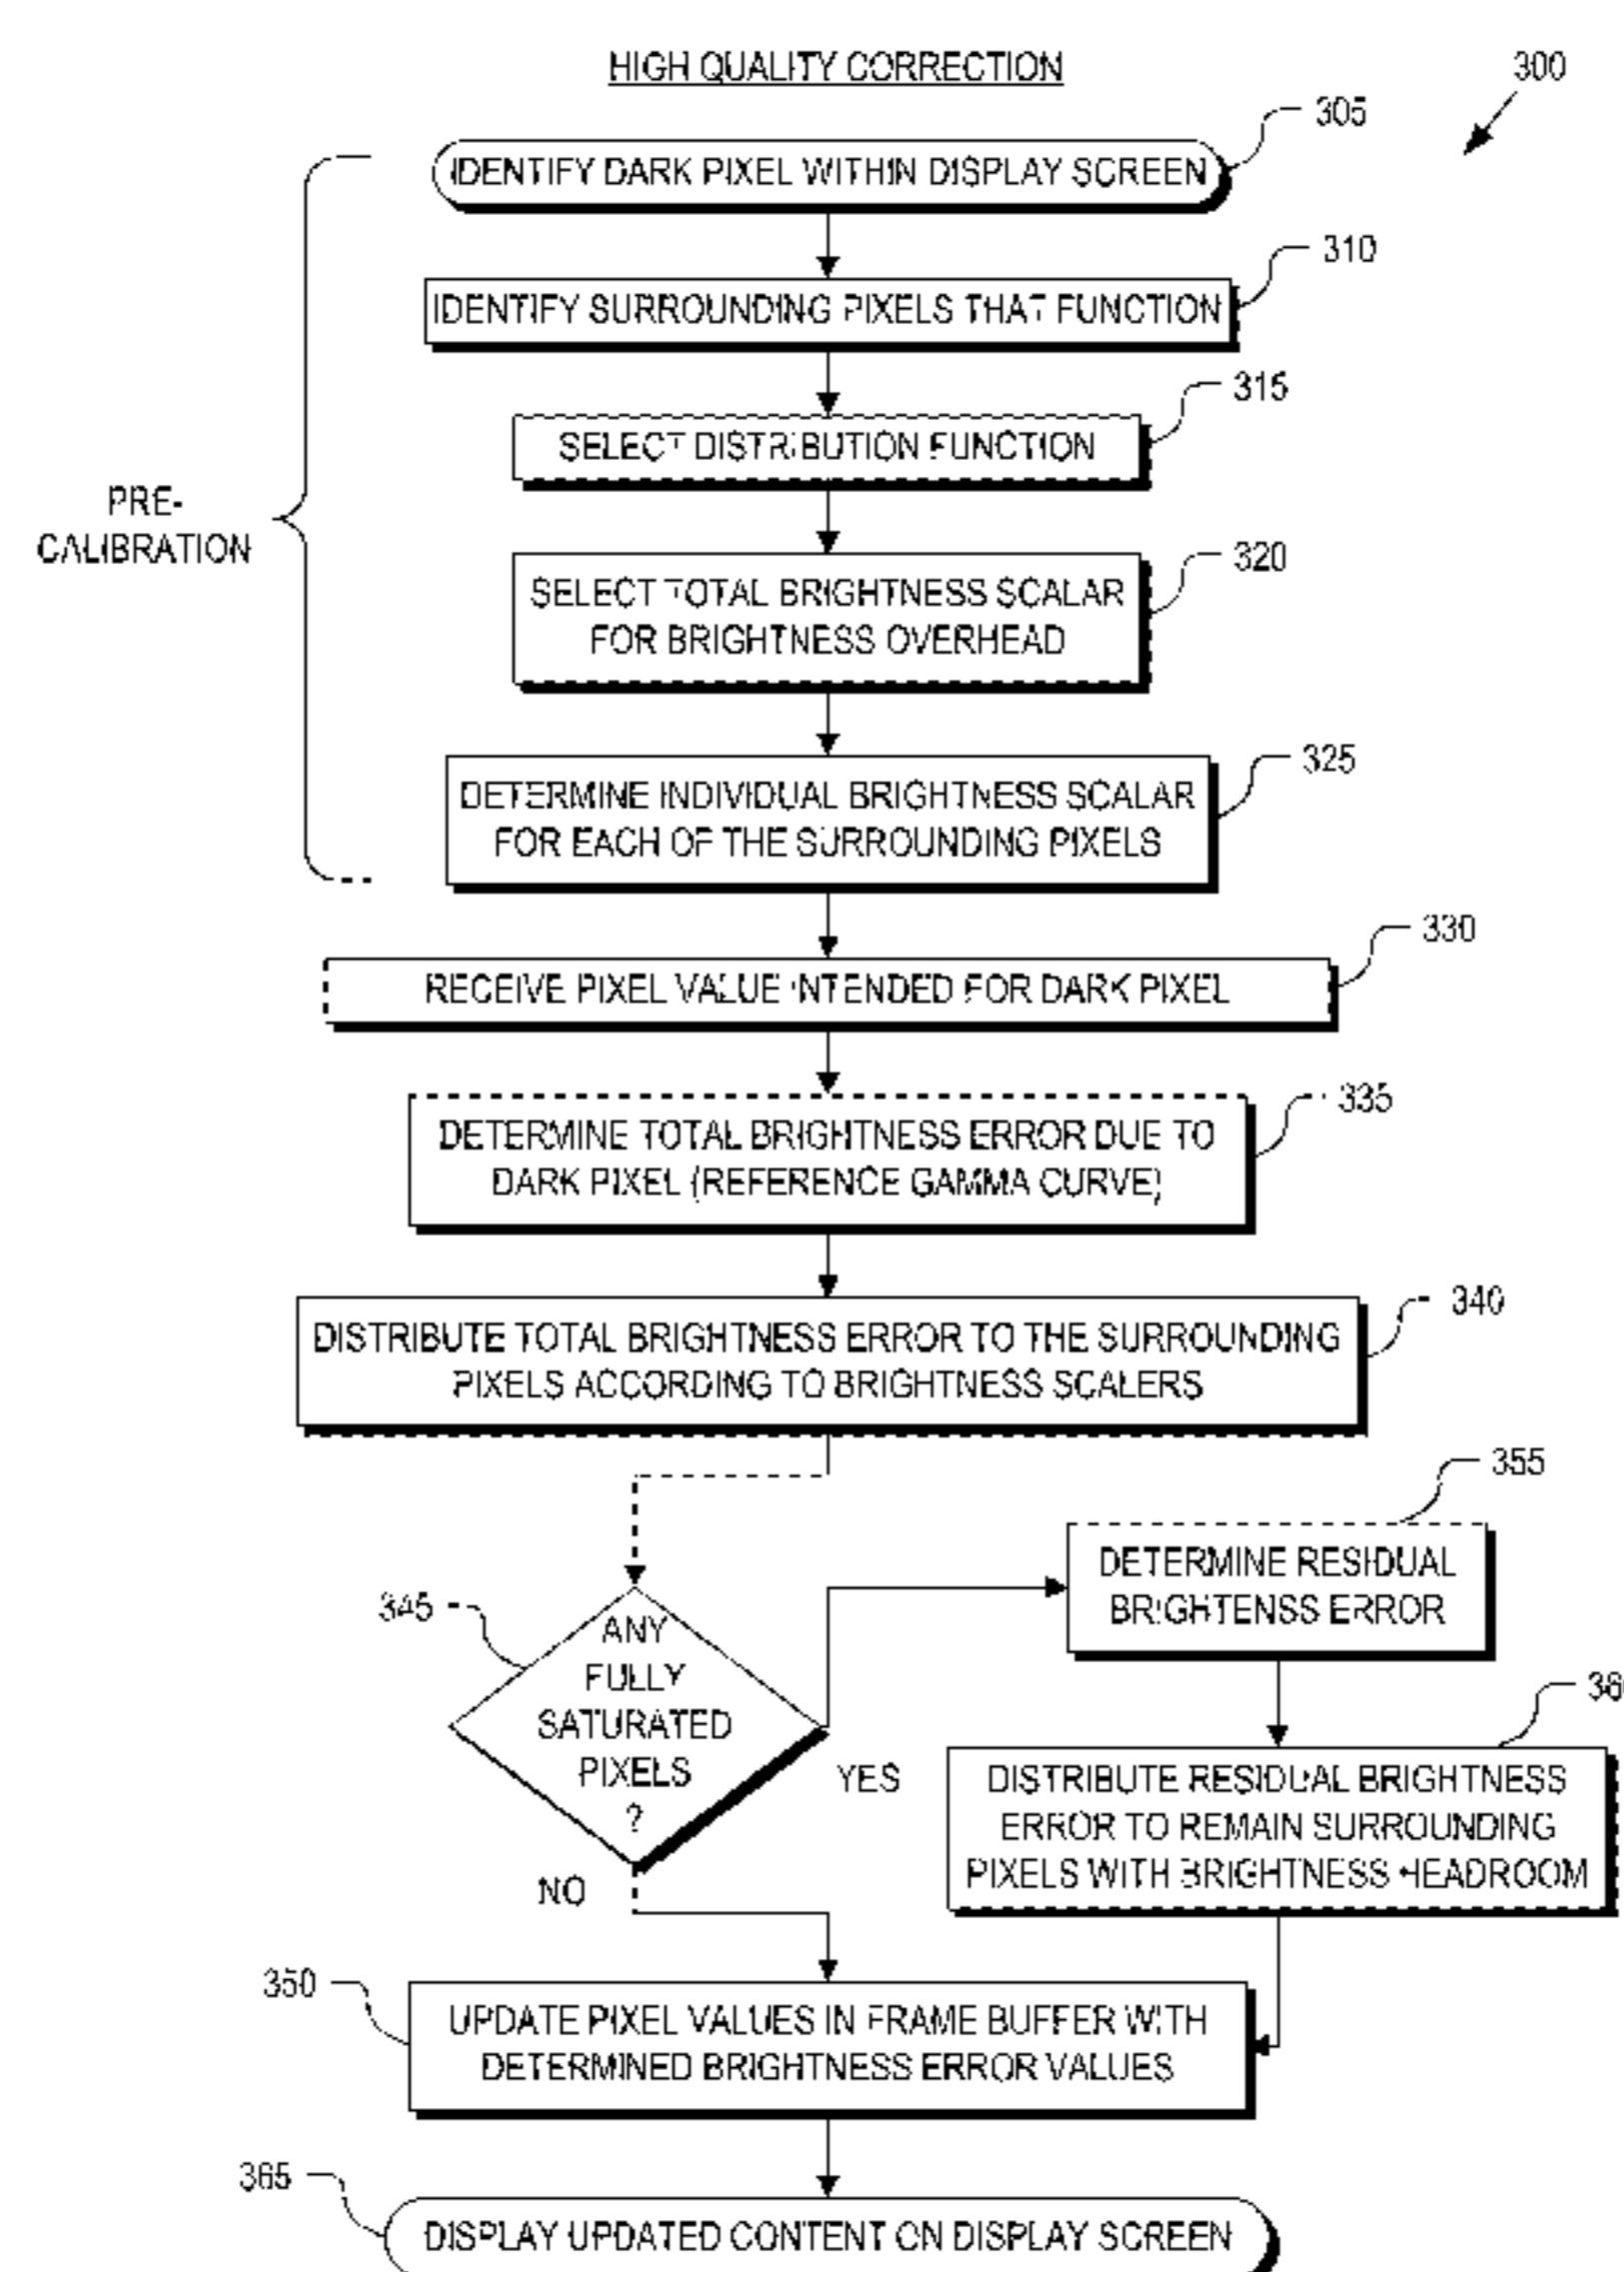 HIGH QUALITY CORRECTION
300
305
IDENTIFY DARK PIXEL WITHIN DISPLAY SCREEN
310
IDENTIFY SURROUNDING PIXELS THAT FUNCTION
315
SELECT DISTRIBUTION FUNCTION
PRE-
CALIBRATION
320
SELECT TOTAL BRIGHTNESS SCALAR
FOR BRIGHTNESS OVERHEAD
325
DETERMINE INDIVIDUAL BRIGHTNESS SCALAR
FOR EACH OF THE SURROUNDING PIXELS
330
RECEIVE PIXEL VALUE INTENDED FOR DARK PIXEL
335
DETERMINE TOTAL BRIGHTNESS ERROR DUE TO
DARK PIXEL (REFERENCE GAMMA CURVE)
340
DISTRIBUTE TOTAL BRIGHTNESS ERROR TO THE SURROUNDING
PIXELS ACCORDING TO BRIGHTNESS SCALERS
345
ANY
FULLY
SATURATED
PIXELS
?
YES
NO
355
DETERMINE RESIDUAL
BRIGHTENSS ERROR
36
DISTRIBUTE RESIDUAL BRIGHTNESS
ERROR TO REMAIN SURROUNDING
PIXELS WITH BRIGHTNESS HEADROOM
350
UPDATE PIXEL VALUES IN FRAME BUFFER WITH
DETERMINED BRIGHTNESS ERROR VALUES
365
DISPLAY UPDATED CONTENT ON DISPLAY SCREEN